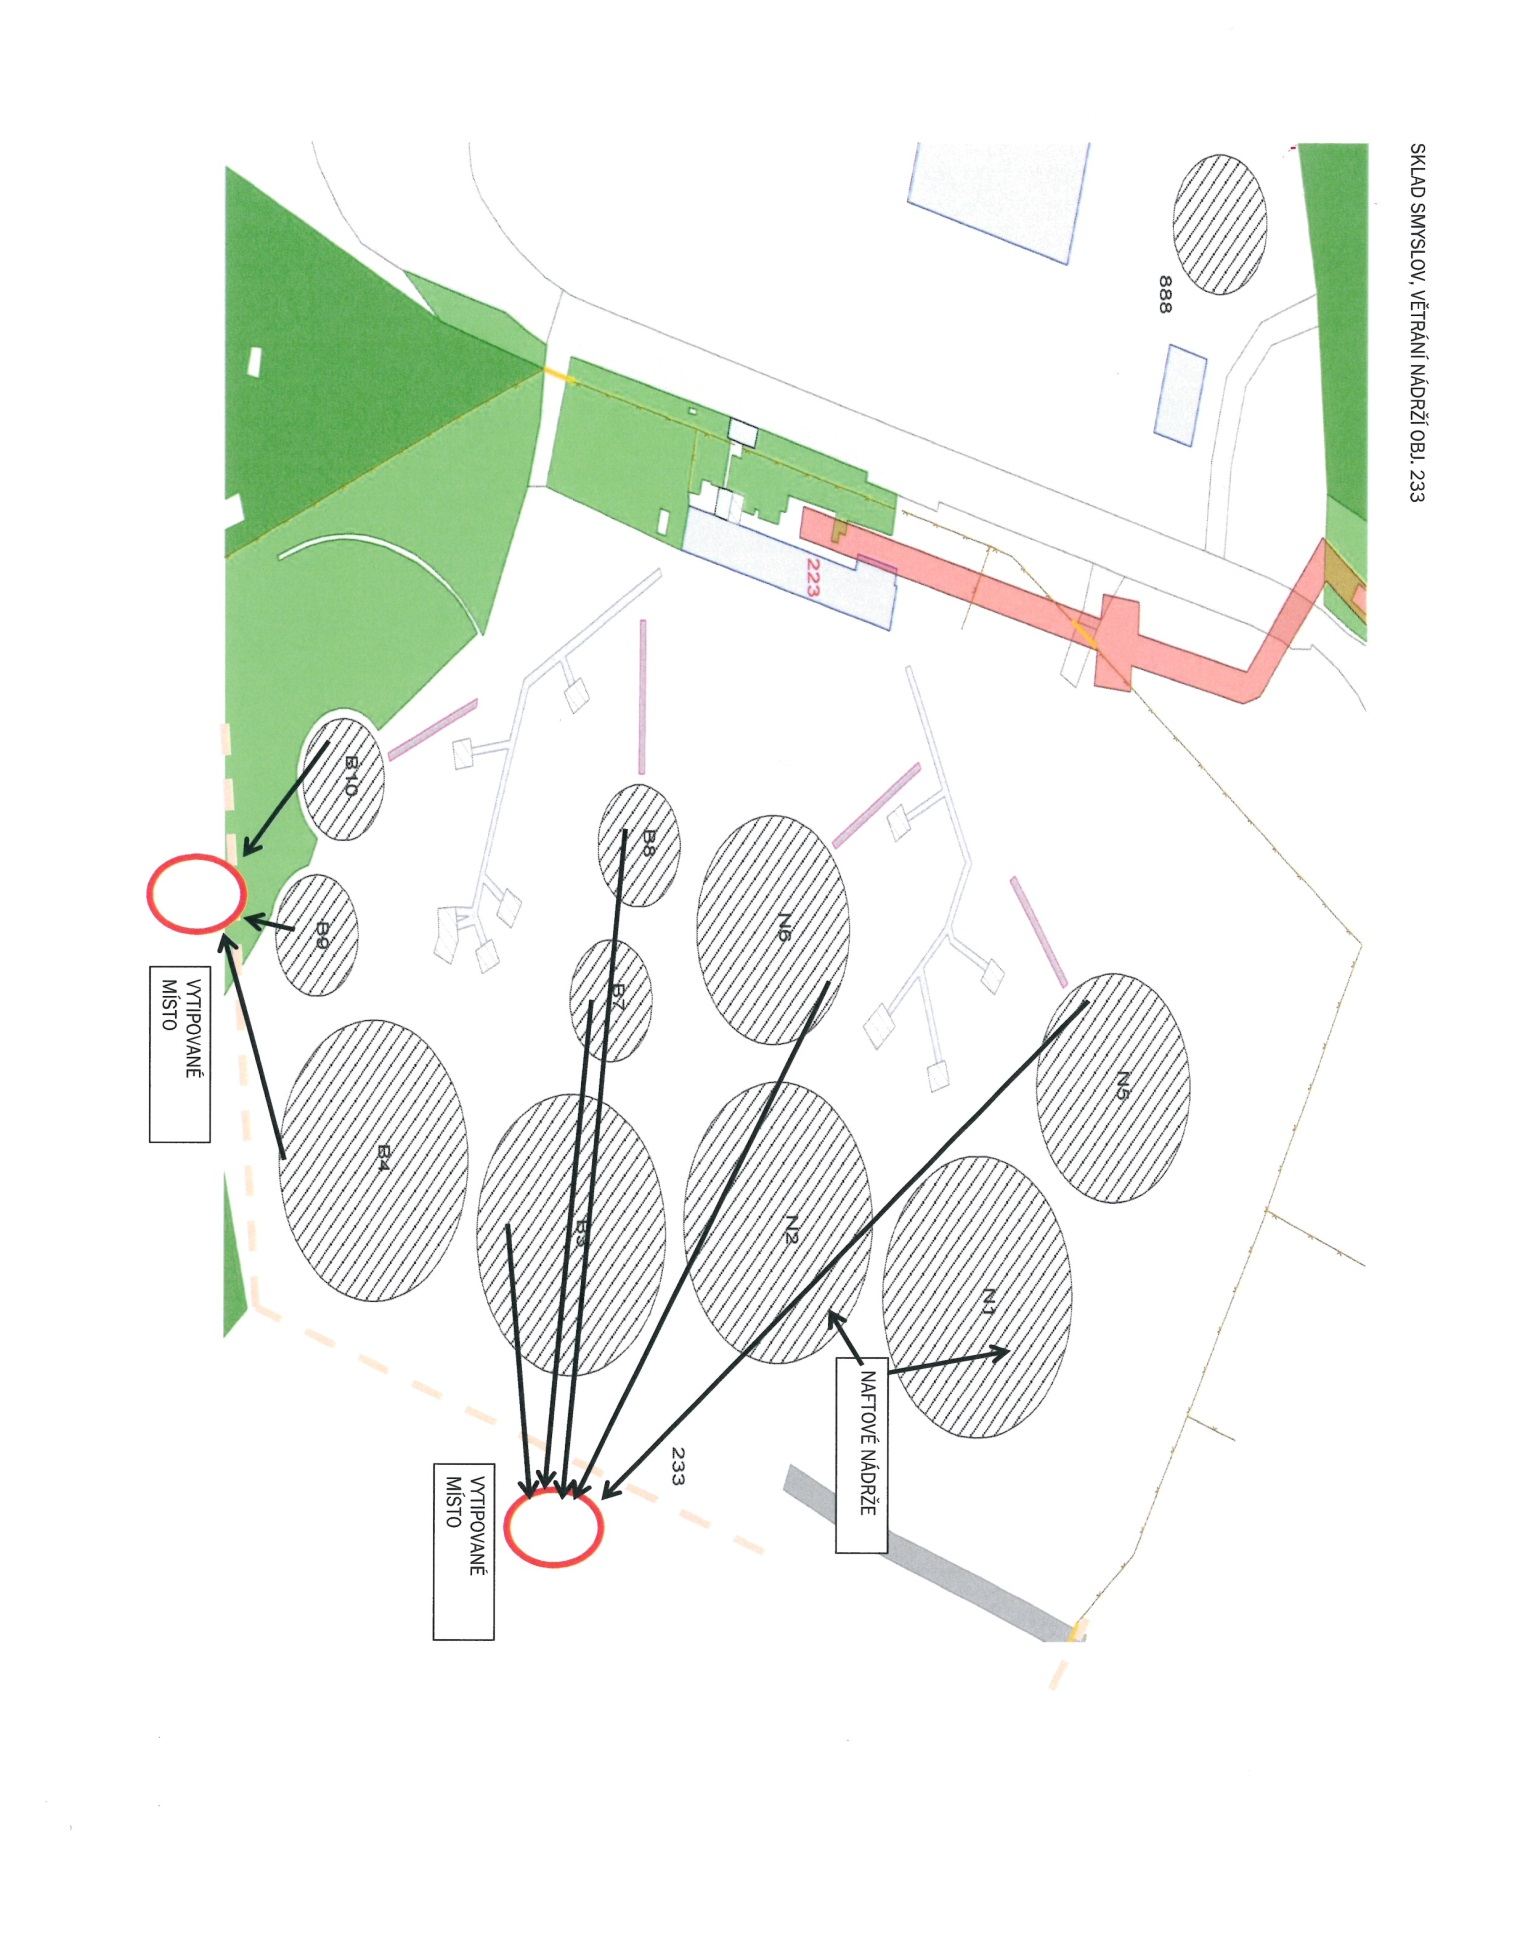 SKLAD SMYSLOV, VĚTRÁNÍ NÁDRŽÍ OBJ. 233
888
223
N5
N6
B8
B10
N1
N2
B7
B9
B3
B4
NAFTOVÉ NÁDRŽE
233
VYTIPOVANÉ
MÍSTO
VYTIPOVANÉ
MÍSTO